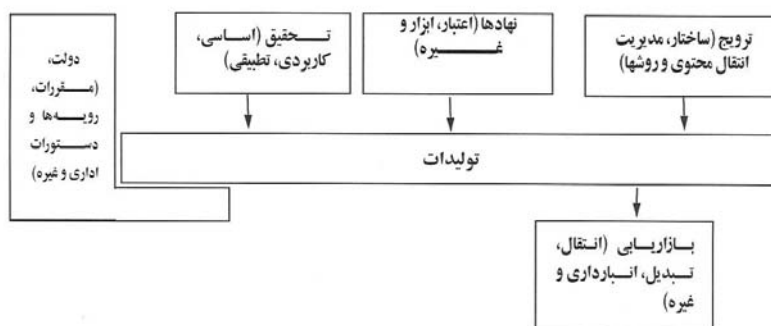 ترویج (ساختار، مدیریت
انتقال محتوی و روشها)
نهادها (اعتبار، ابزار و
غیره)
تحقیق (اساسی،
کاربردی، تطبیقی)
دولت،
(مقررات،
رویه‌ها و
دستورات
اداری و غیره)
تولیدات
بازاریابی (انتقال،
تبدیل، انبارداری و
غیره)